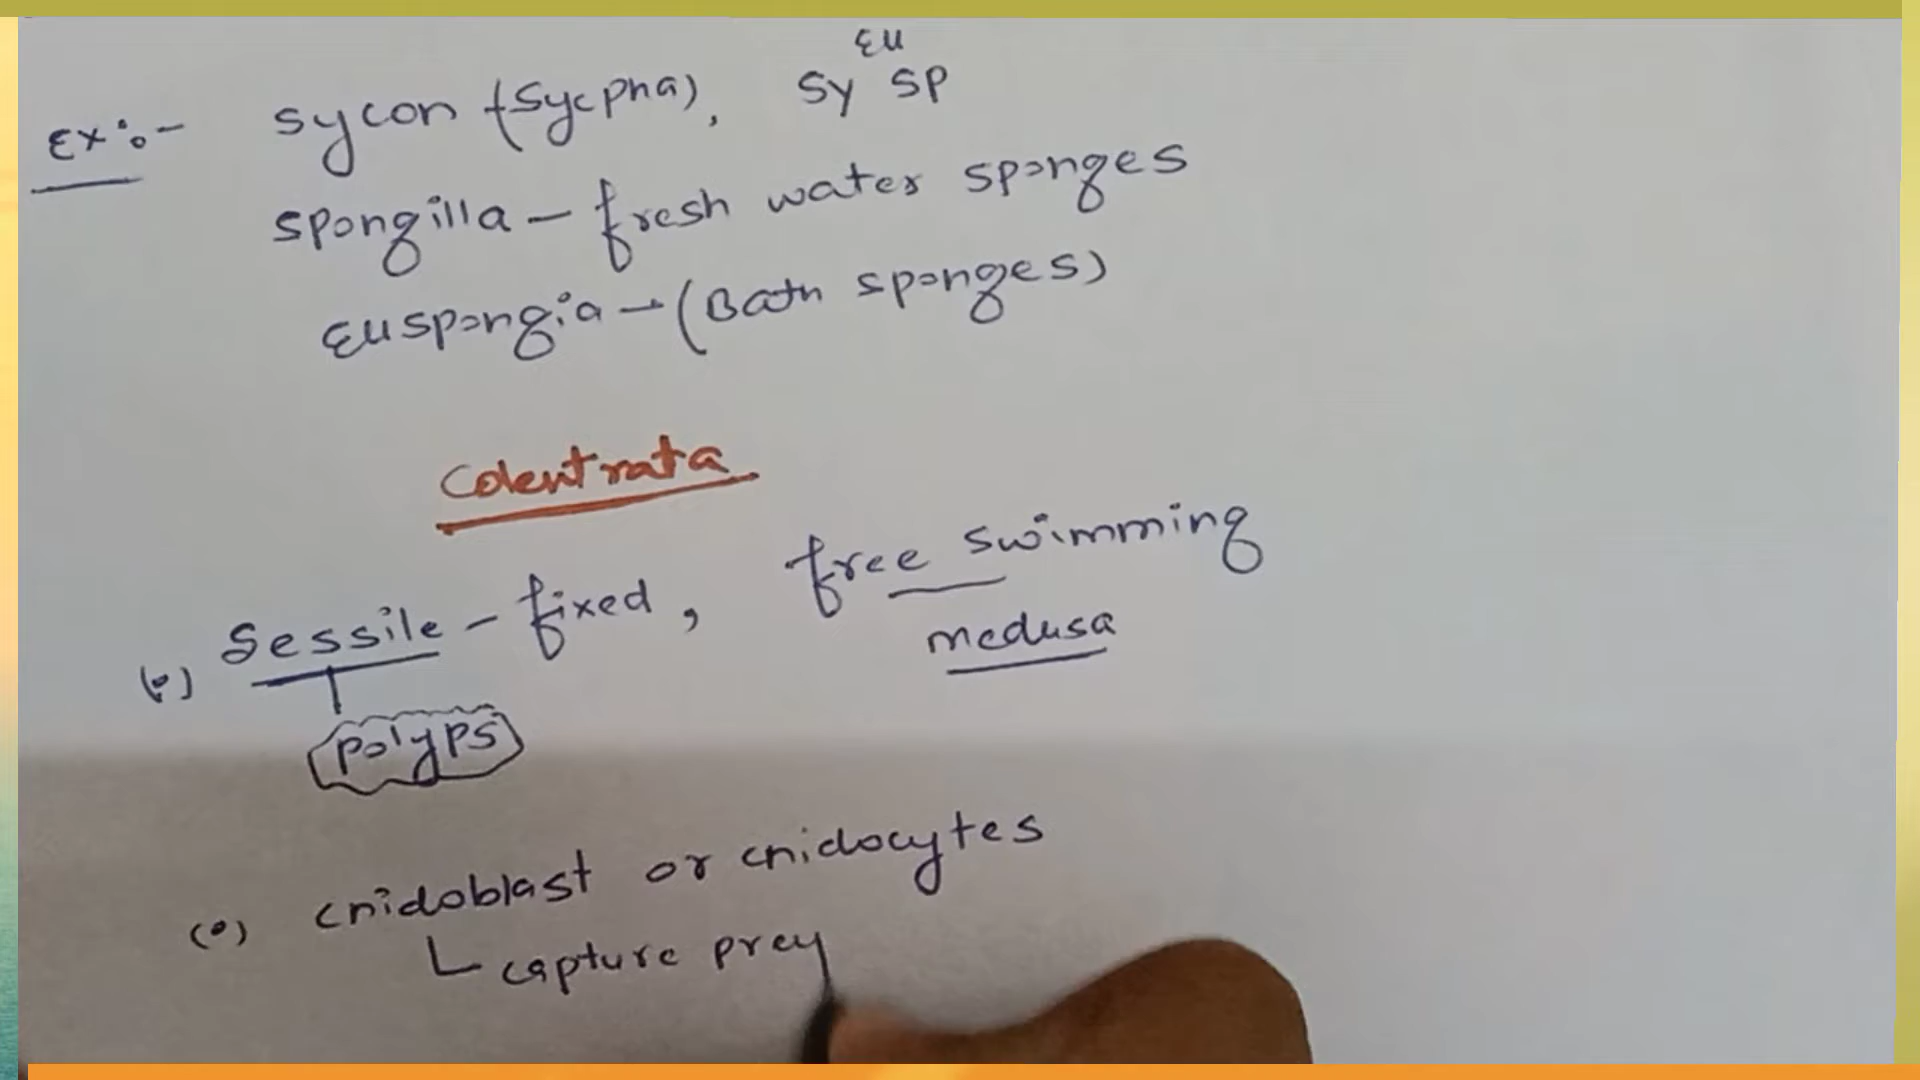 EU
Ex:- Sycon (Sycpha), Sy SP
Spongilla - fresh water sponges
Euspongia - (Bath sponges)
Colentrata
(•) Sessile - fixed, free swimming
medusa
polyps
(•) cnidoblast or cnidocytes
capture prey